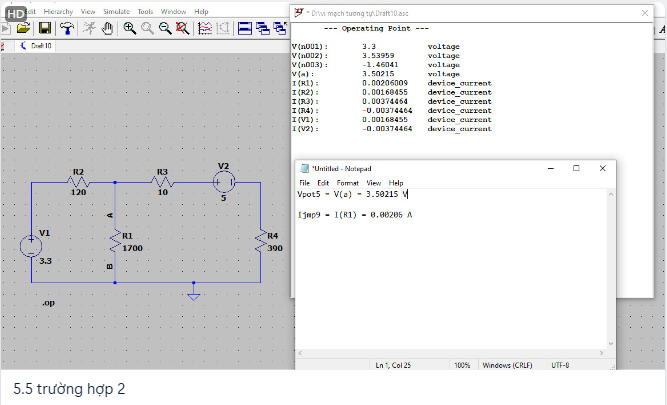 HD
Edit Hierarchy View Simulate Tools Window Help
Draft10
* D:\vi mạch tương tự\Draft10.asc
--- Operating Point ---
V(n001): 3.3 voltage
V(n002): 3.53959 voltage
V(n003): -1.46041 voltage
V(a): 3.50215 voltage
I(R1): 0.00206009 device_current
I(R2): 0.00168455 device_current
I(R3): 0.00374464 device_current
I(R4): -0.00374464 device_current
I(V1): 0.00168455 device_current
I(V2): -0.00374464 device_current
*Untitled - Notepad
File Edit Format View Help
Vpot5 = V(a) = 3.50215 V
Ijmp9 = I(R1) = 0.00206 A
Ln 1, Col 25 100% Windows (CRLF) UTF-8
R2
120
R3
10
V2
5
A
R1
1700
B
V1
3.3
R4
390
.op
5.5 trường hợp 2